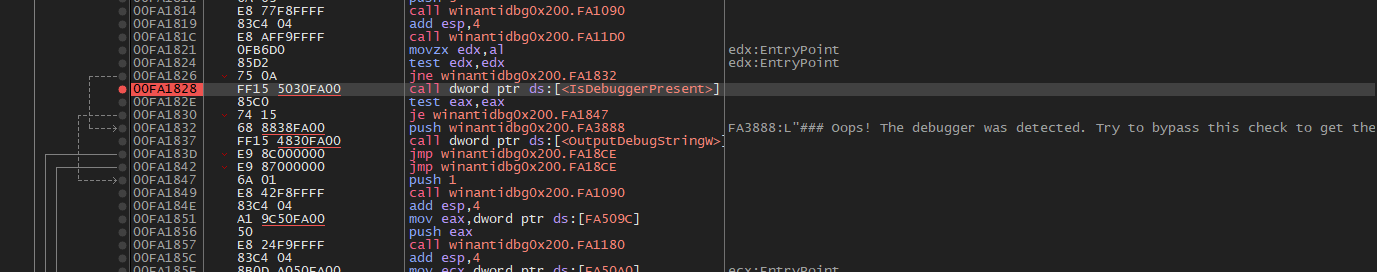 00FA1814 E8 77F8FFFF call winantidbg0x200.FA1090
00FA1819 83C4 04 add esp,4
00FA181C E8 AFF9FFFF call winantidbg0x200.FA11D0
00FA1821 0FB6D0 movzx edx,al edx:EntryPoint
00FA1824 85D2 test edx,edx edx:EntryPoint
00FA1826 75 0A jne winantidbg0x200.FA1832
00FA1828 FF15 5030FA00 call dword ptr ds:[<IsDebuggerPresent>]
00FA182E 85C0 test eax,eax
00FA1830 74 15 je winantidbg0x200.FA1847
00FA1832 68 8838FA00 push winantidbg0x200.FA3888 FA3888:L"### Oops! The debugger was detected. Try to bypass this check to get the
00FA1837 FF15 4830FA00 call dword ptr ds:[<OutputDebugStringW>]
00FA183D E9 8C000000 jmp winantidbg0x200.FA18CE
00FA1842 E9 87000000 jmp winantidbg0x200.FA18CE
00FA1847 6A 01 push 1
00FA1849 E8 42F8FFFF call winantidbg0x200.FA1090
00FA184E 83C4 04 add esp,4
00FA1851 A1 9C50FA00 mov eax,dword ptr ds:[FA509C]
00FA1856 50 push eax
00FA1857 E8 24F9FFFF call winantidbg0x200.FA1180
00FA185C 83C4 04 add esp,4
00FA185F 8B0D A050FA00 mov ecx,dword ptr ds:[FA50A0] ecx:EntryPoint